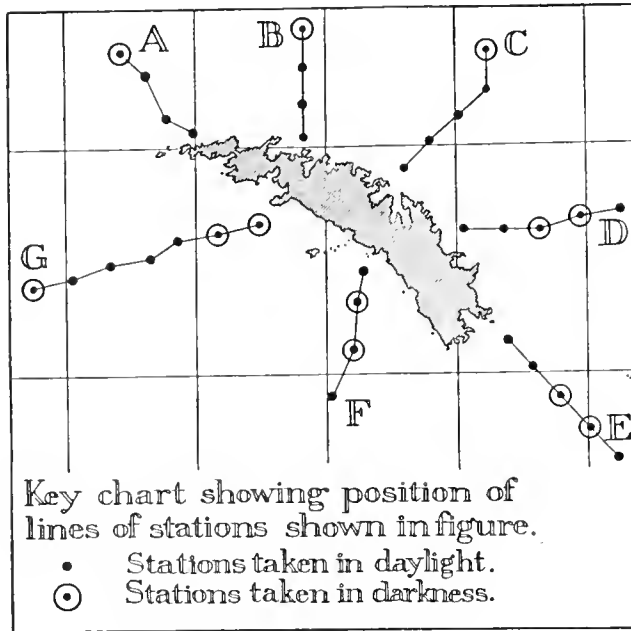 A
B
C
G
D
F
E
Key chart showing position of
lines of stations shown in figure.
Stations taken in daylight.
Stations taken in darkness.